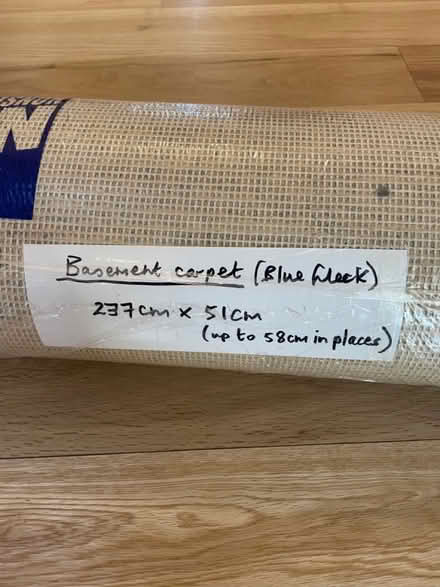 Basement carpet (Blue fleck)
237cm x 51cm
(up to 58cm in places)